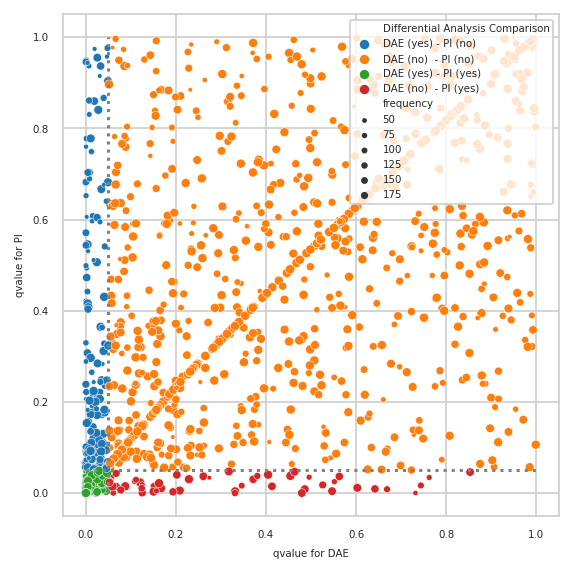 Differential Analysis Comparison
DAE (yes) - PI (no)
DAE (no)  - PI (no)
DAE (yes) - PI (yes)
DAE (no) - PI (yes)
frequency
50
75
100
125
150
175
1.0
0.8
0.6
0.4
0.2
0.0
qvalue for PI
0.0 0.2 0.4 0.6 0.8 1.0
qvalue for DAE